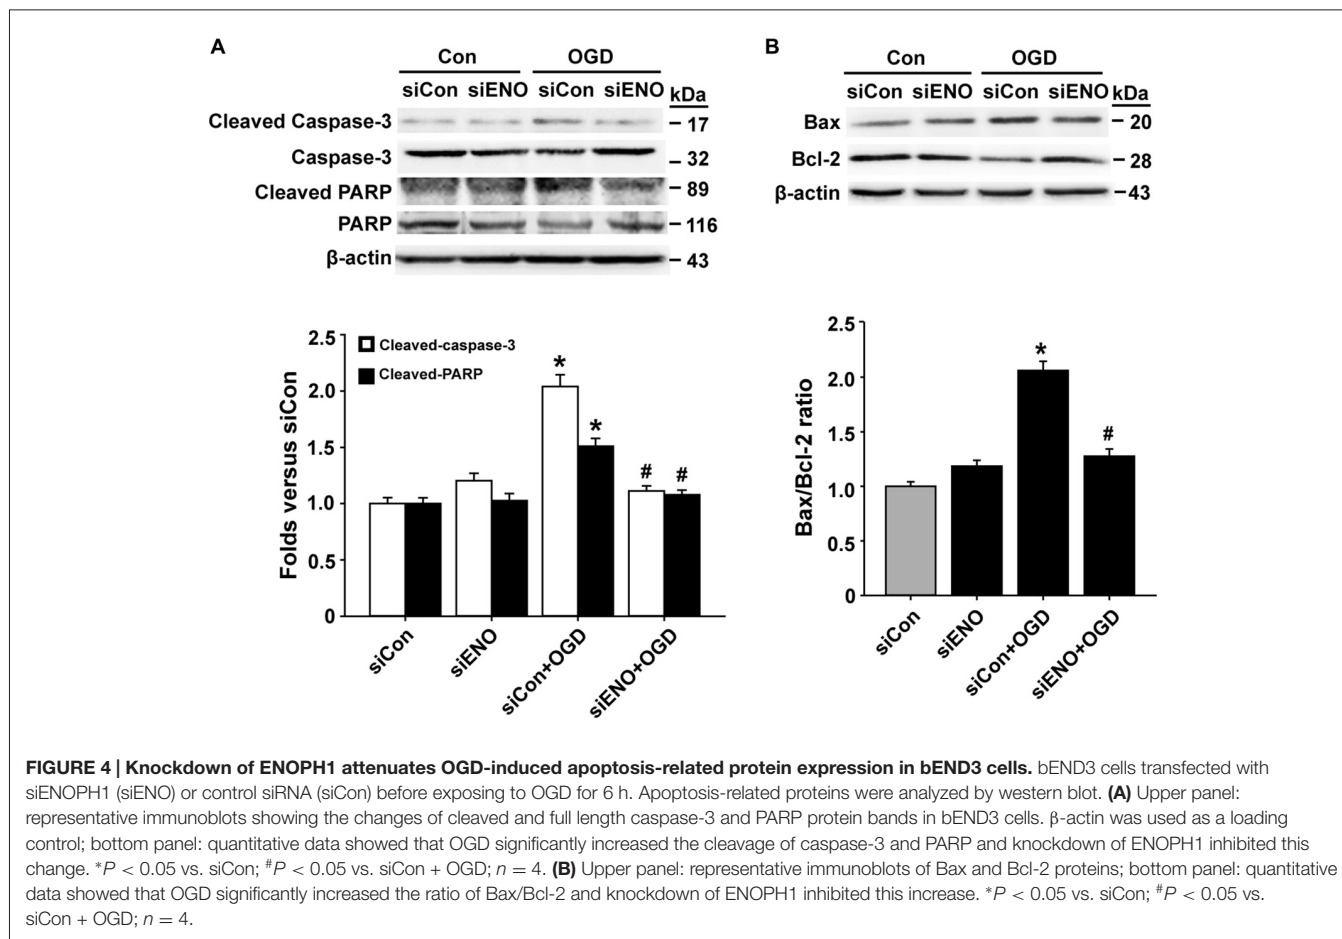 A
Con OGD
siCon siENO siCon siENO kDa
Cleaved Caspase-3 – 17
Caspase-3 – 32
Cleaved PARP – 89
PARP – 116
β-actin – 43
2.5
2.0
1.5
1.0
0.5
0
Folds versus siCon
Cleaved-caspase-3
Cleaved-PARP
*
*
# #
siCon siENO siCon+OGD siENO+OGD
B
Con OGD
siCon siENO siCon siENO kDa
Bax – 20
Bcl-2 – 28
β-actin – 43
2.5
2.0
1.5
1.0
0.5
0
Bax/Bcl-2 ratio
*
#
siCon siENO siCon+OGD siENO+OGD
FIGURE 4 | Knockdown of ENOPH1 attenuates OGD-induced apoptosis-related protein expression in bEND3 cells. bEND3 cells transfected with
siENOPH1 (siENO) or control siRNA (siCon) before exposing to OGD for 6 h. Apoptosis-related proteins were analyzed by western blot. (A) Upper panel:
representative immunoblots showing the changes of cleaved and full length caspase-3 and PARP protein bands in bEND3 cells. β-actin was used as a loading
control; bottom panel: quantitative data showed that OGD significantly increased the cleavage of caspase-3 and PARP and knockdown of ENOPH1 inhibited this
change. *P < 0.05 vs. siCon; #P < 0.05 vs. siCon + OGD; n = 4. (B) Upper panel: representative immunoblots of Bax and Bcl-2 proteins; bottom panel: quantitative
data showed that OGD significantly increased the ratio of Bax/Bcl-2 and knockdown of ENOPH1 inhibited this increase. *P < 0.05 vs. siCon; #P < 0.05 vs.
siCon + OGD; n = 4.